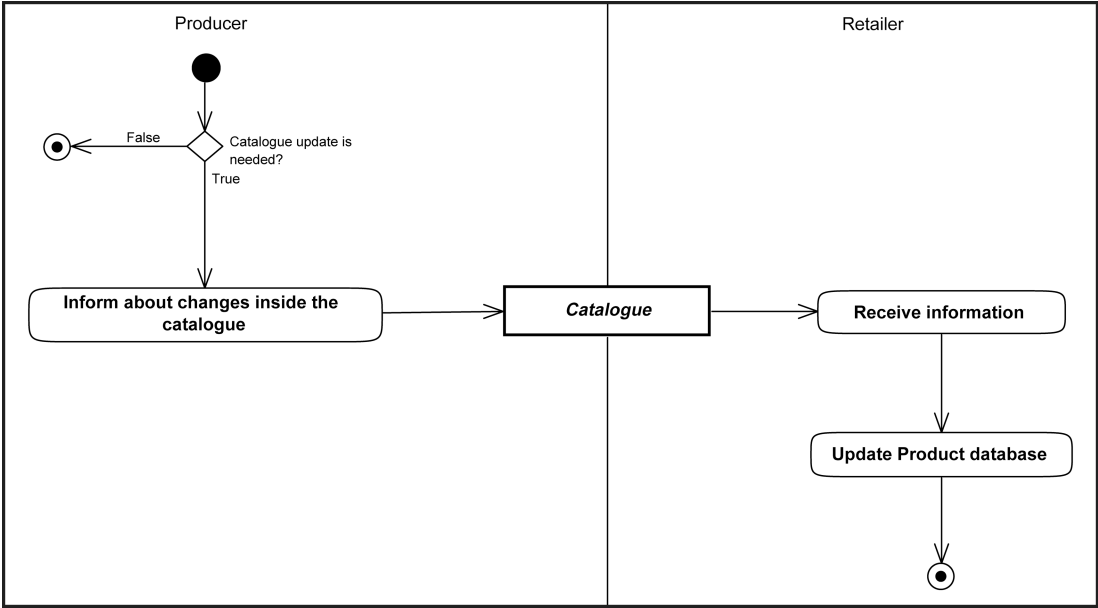 Producer
Retailer
False
Catalogue update is
needed?
True
Inform about changes inside the
catalogue
Catalogue
Receive information
Update Product database